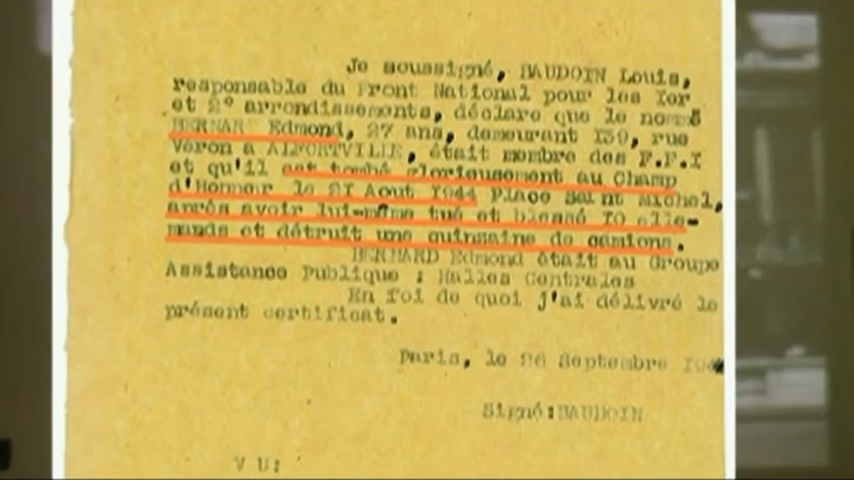 Je soussigné, BAUDOIN Louis,
responsable du Front National pour les Ier
et 2° arrondissements, déclare que le nommé
BERNARD Edmond, 27 ans, demeurant 139, rue
Véron à ALFORTVILLE, était membre des F.F.I
et qu'il est tombé glorieusement au Champ
d'Honneur le 21 Aout 1944 Place Saint Michel,
après avoir lui-même tué et blessé 10 alle-
mands et détruit une quinzaine de camions.
BERNARD Edmond était au Groupe
Assistance Publique : Halles Centrales
En foi de quoi j'ai délivré le
présent certificat.
Paris, le 26 Septembre
Signé:BAUDOIN
V U: